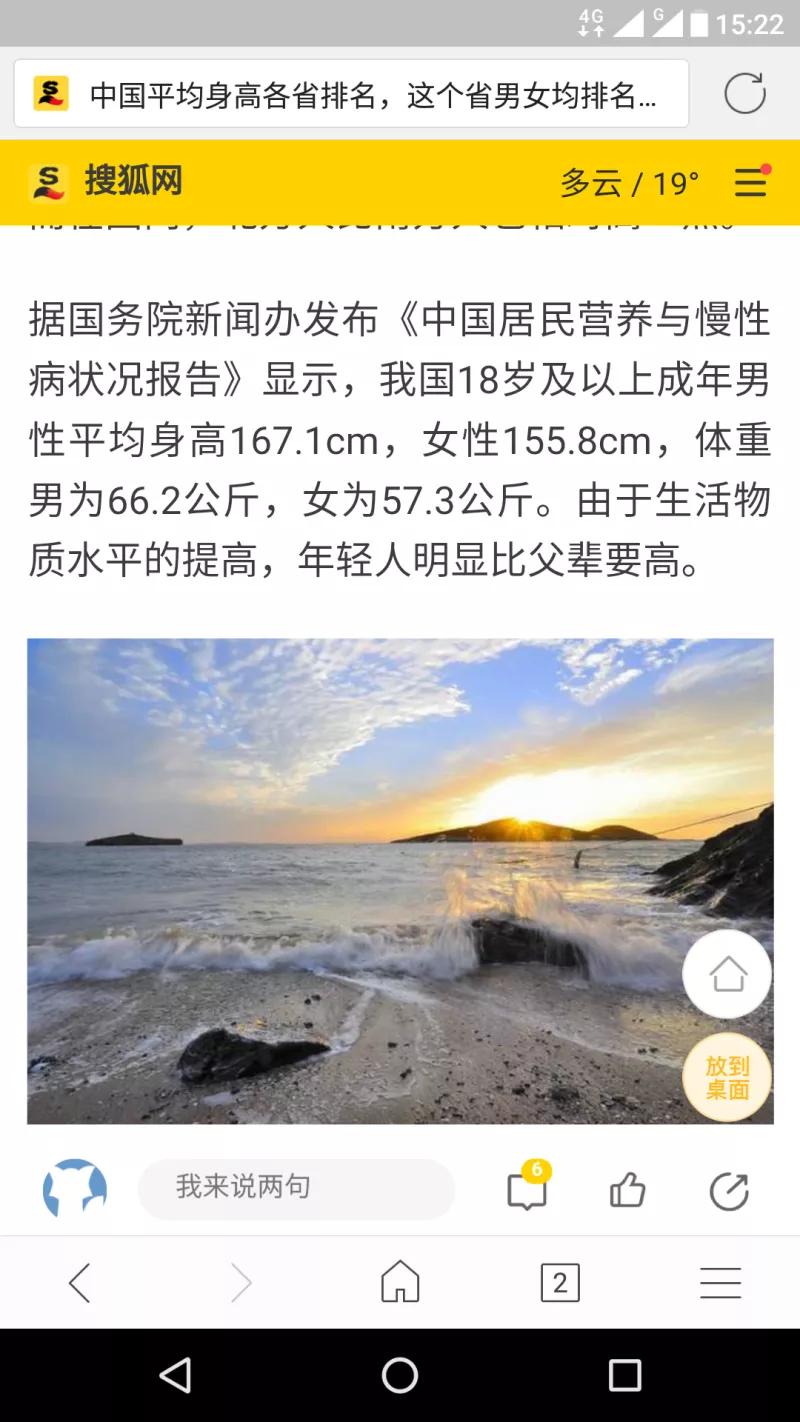 4G
G
15:22
中国平均身高各省排名，这个省男女均排名...
搜狐网
多云 / 19°
据国务院新闻办发布《中国居民营养与慢性
病状况报告》显示，我国18岁及以上成年男
性平均身高167.1cm，女性155.8cm，体重
男为66.2公斤，女为57.3公斤。由于生活物
质水平的提高，年轻人明显比父辈要高。
放到
桌面
我来说两句
6
2